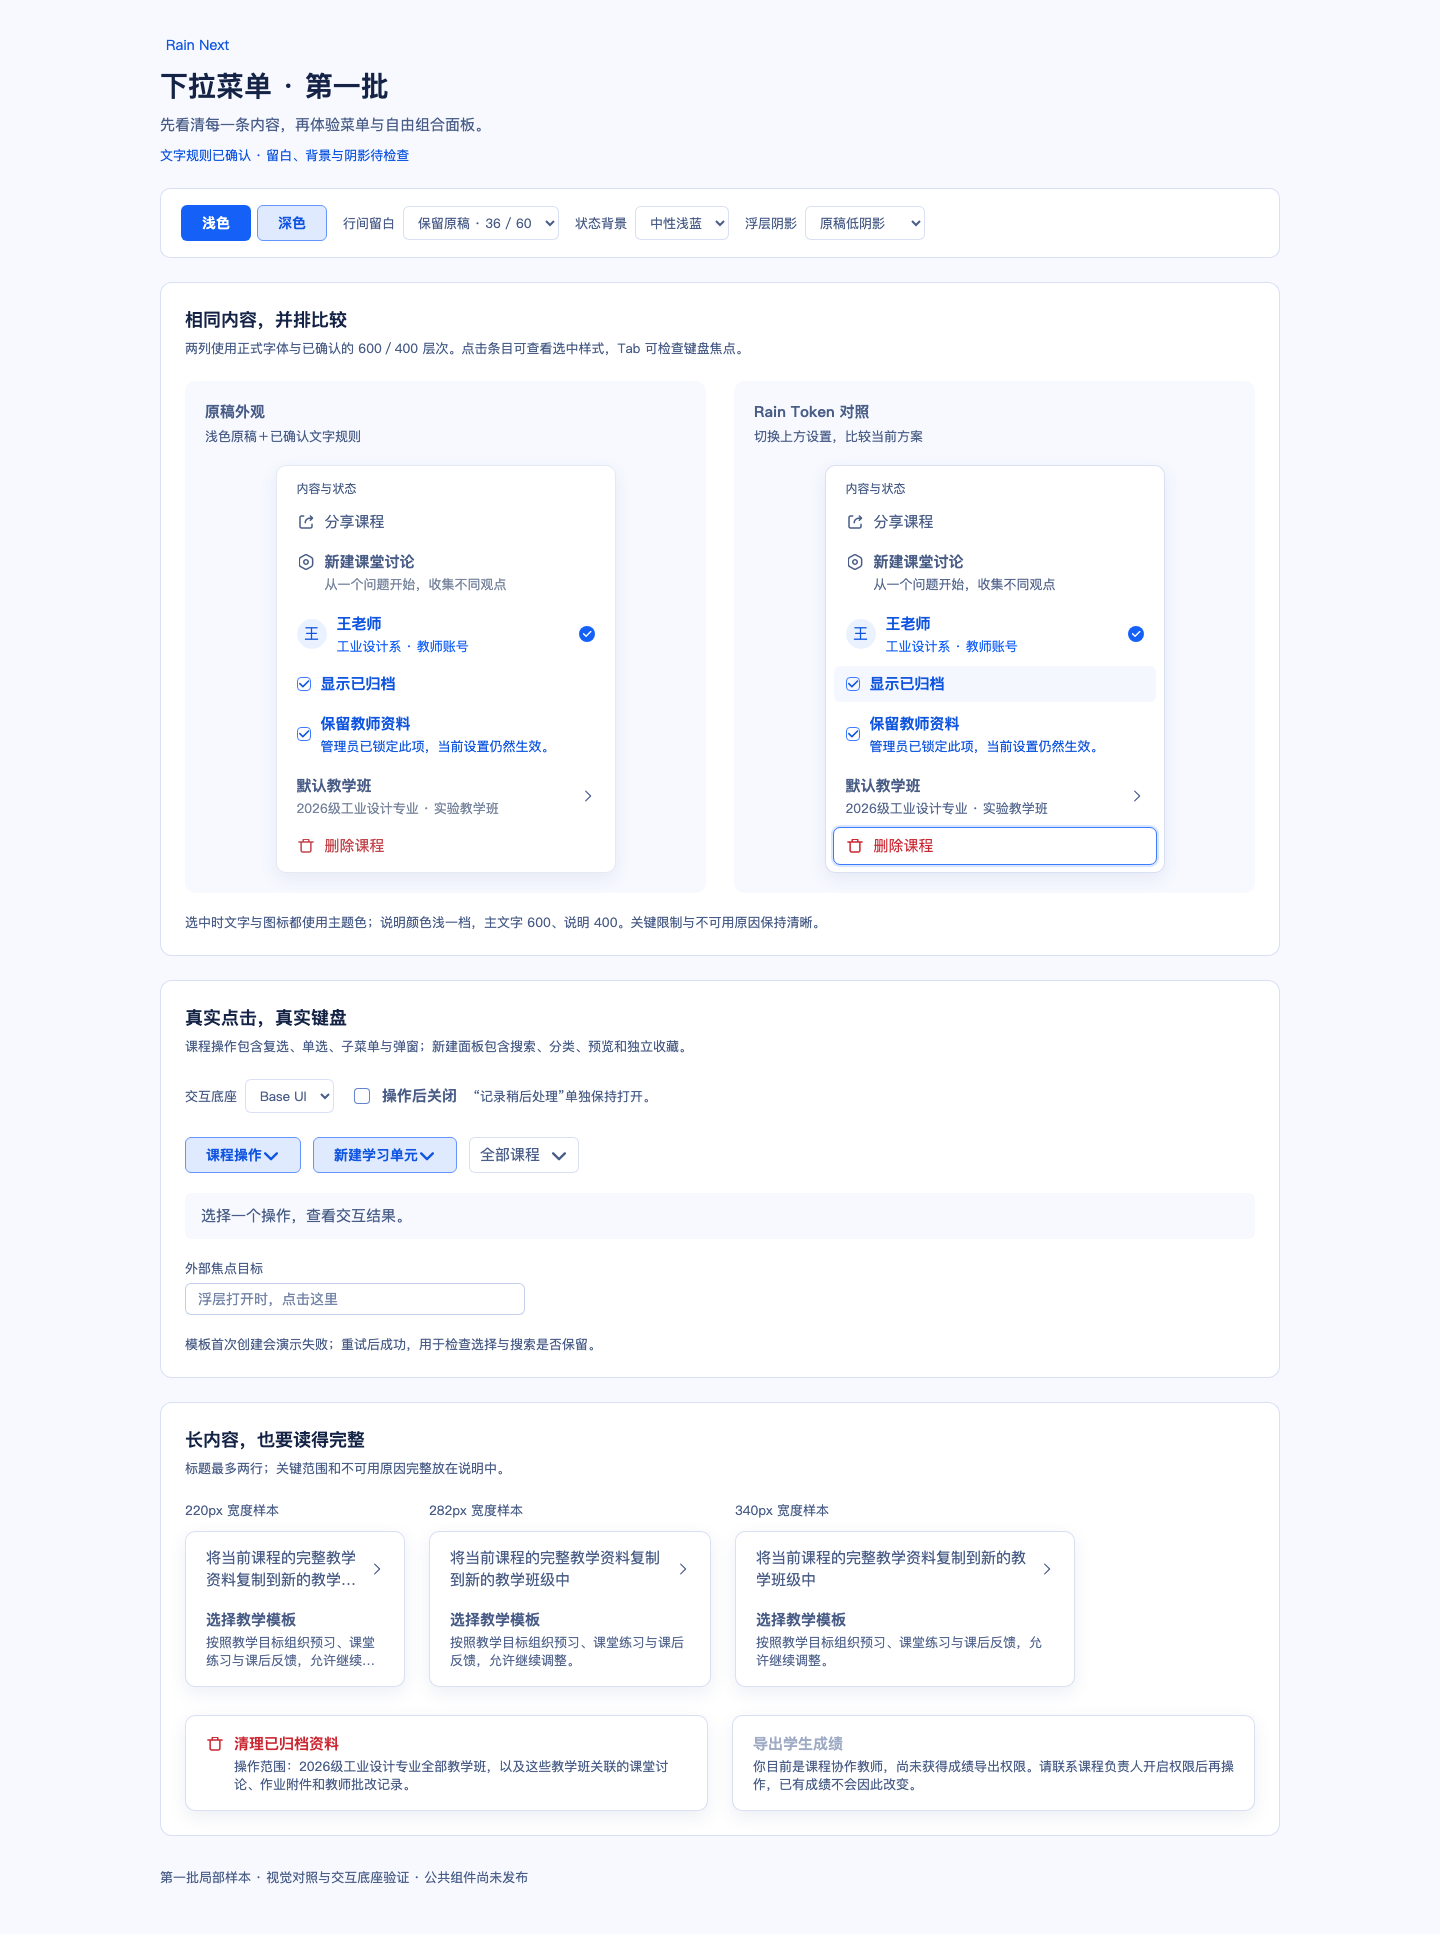 Rain Next
下拉菜单 · 第一批
先看清每一条内容，再体验菜单与自由组合面板。
文字规则已确认 · 留白、背景与阴影待检查
浅色 深色 行间留白 保留原稿 · 36 / 60 状态背景 中性浅蓝 浮层阴影 原稿低阴影
相同内容，并排比较
两列使用正式字体与已确认的 600 / 400 层次。点击条目可查看选中样式，Tab 可检查键盘焦点。
原稿外观
浅色原稿＋已确认文字规则
内容与状态
分享课程
新建课堂讨论
从一个问题开始，收集不同观点
王
王老师
工业设计系 · 教师账号
显示已归档
保留教师资料
管理员已锁定此项，当前设置仍然生效。
默认教学班
2026级工业设计专业 · 实验教学班
删除课程
Rain Token 对照
切换上方设置，比较当前方案
内容与状态
分享课程
新建课堂讨论
从一个问题开始，收集不同观点
王
王老师
工业设计系 · 教师账号
显示已归档
保留教师资料
管理员已锁定此项，当前设置仍然生效。
默认教学班
2026级工业设计专业 · 实验教学班
删除课程
选中时文字与图标都使用主题色；说明颜色浅一档，主文字 600、说明 400。关键限制与不可用原因保持清晰。
真实点击，真实键盘
课程操作包含复选、单选、子菜单与弹窗；新建面板包含搜索、分类、预览和独立收藏。
交互底座 Base UI 操作后关闭 “记录稍后处理”单独保持打开。
课程操作 新建学习单元 全部课程
选择一个操作，查看交互结果。
外部焦点目标
浮层打开时，点击这里
模板首次创建会演示失败；重试后成功，用于检查选择与搜索是否保留。
长内容，也要读得完整
标题最多两行；关键范围和不可用原因完整放在说明中。
220px 宽度样本
将当前课程的完整教学
资料复制到新的教学…
选择教学模板
按照教学目标组织预习、课堂
练习与课后反馈，允许继续…
282px 宽度样本
将当前课程的完整教学资料复制
到新的教学班级中
选择教学模板
按照教学目标组织预习、课堂练习与课后
反馈，允许继续调整。
340px 宽度样本
将当前课程的完整教学资料复制到新的教
学班级中
选择教学模板
按照教学目标组织预习、课堂练习与课后反馈，允
许继续调整。
清理已归档资料
操作范围：2026级工业设计专业全部教学班，以及这些教学班关联的课堂讨
论、作业附件和教师批改记录。
导出学生成绩
你目前是课程协作教师，尚未获得成绩导出权限。请联系课程负责人开启权限后再操
作，已有成绩不会因此改变。
第一批局部样本 · 视觉对照与交互底座验证 · 公共组件尚未发布